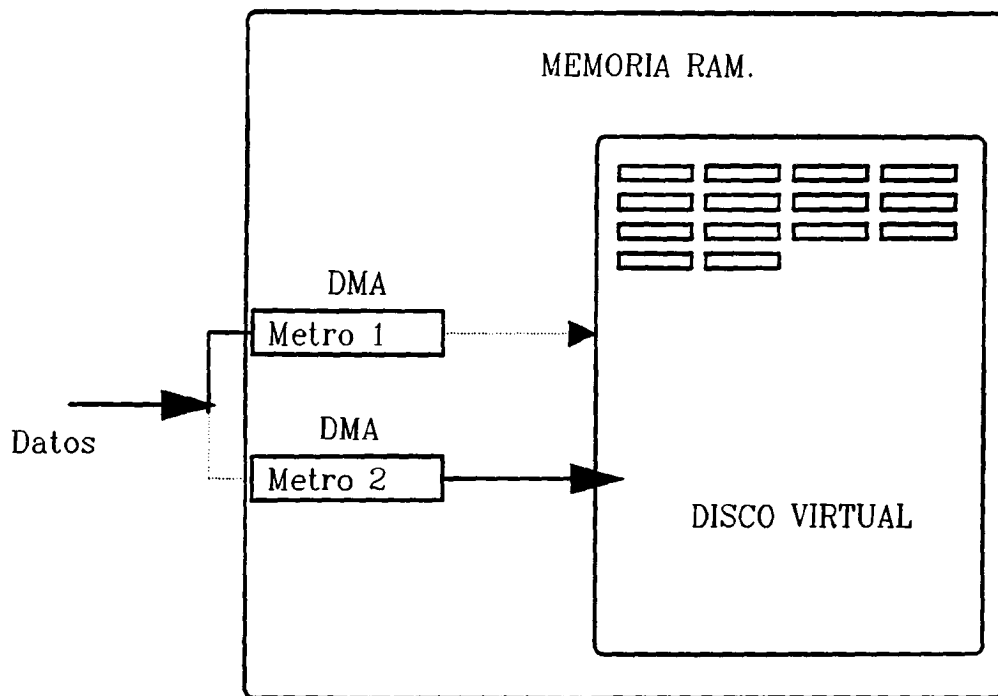 MEMORIA RAM.
DMA
Metro 1
Datos
DMA
Metro 2
DISCO VIRTUAL